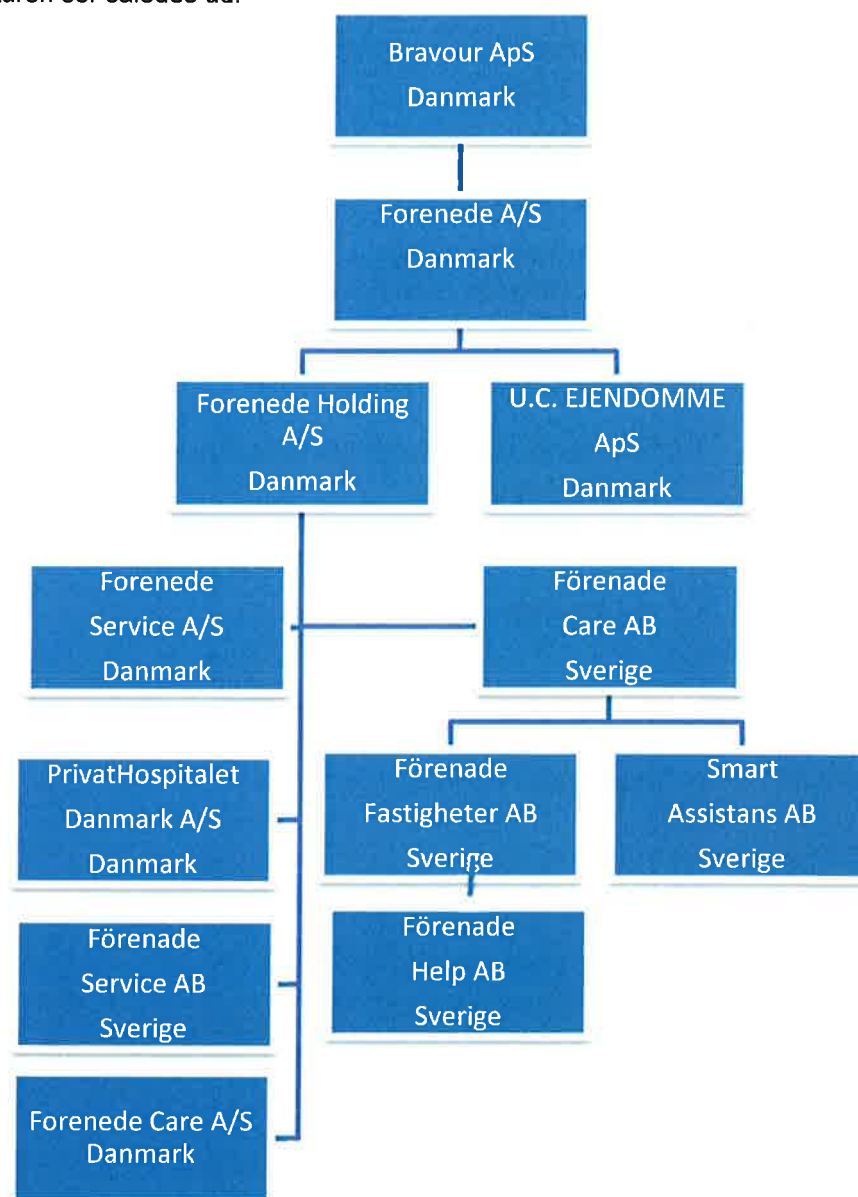 Bravour ApS
Danmark
Forenede A/S
Danmark
Forenede Holding
A/S
Danmark
U.C. EJENDOMME
ApS
Danmark
Forenede
Service A/S
Danmark
Förenade
Care AB
Sverige
PrivatHospitalet
Danmark A/S
Danmark
Förenade
Fastigheter AB
Sverige
Smart
Assistans AB
Sverige
Förenade
Service AB
Sverige
Förenade
Help AB
Sverige
Forenede Care A/S
Danmark